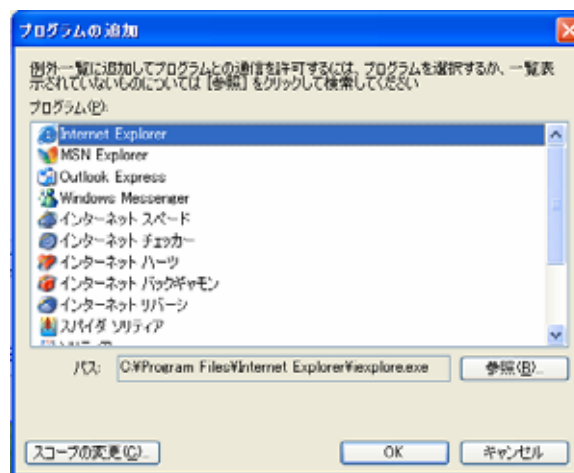 プログラムの追加
例外一覧に追加してプログラムとの通信を許可するには、プログラムを選択するか、一覧表
示されていないものについては [参照] をクリックして検索してください
プログラム(P):
Internet Explorer
MSN Explorer
Outlook Express
Windows Messenger
インターネット スペード
インターネット チェッカー
インターネット ハーツ
インターネット バックギャモン
インターネット リバーシ
スパイダ ソリティア
パス:
C:¥Program Files¥Internet Explorer¥iexplore.exe
参照(B)...
スコープの変更(C)...
OK
キャンセル